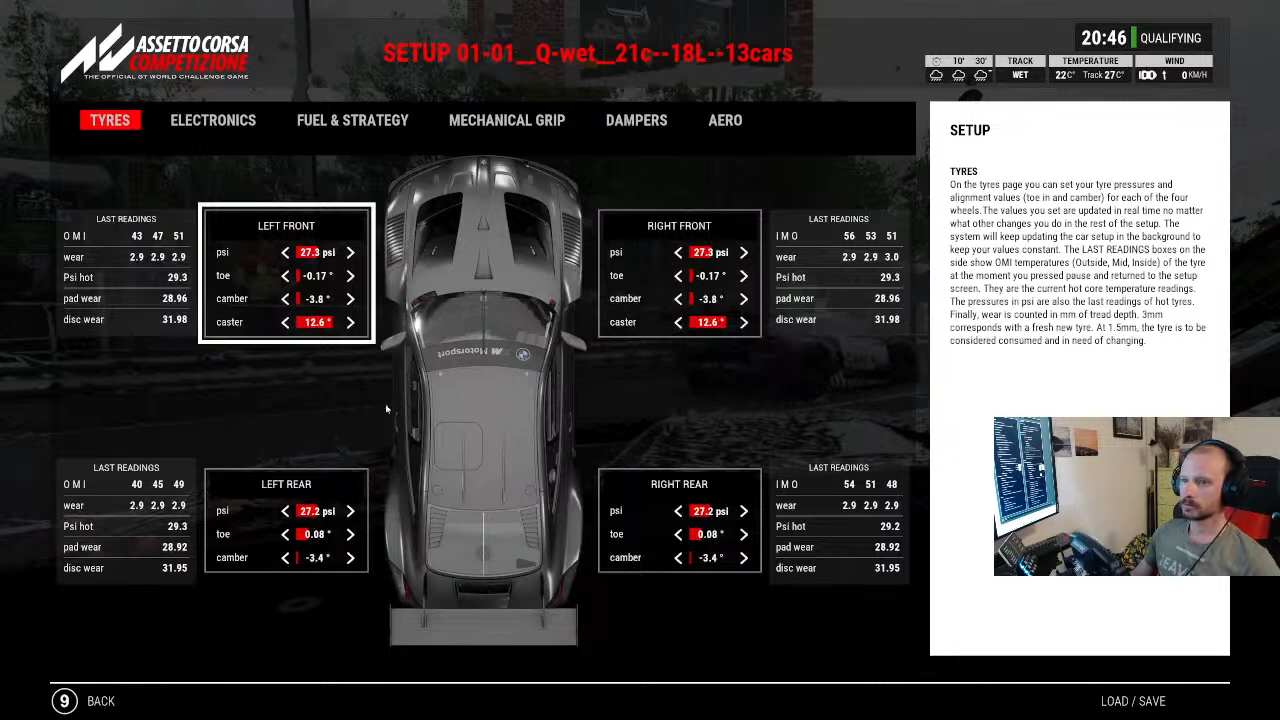 ASSETTO CORSA
COMPETIZIONE
THE OFFICIAL GT WORLD CHALLENGE GAME
SETUP 01-01__Q-wet__21c--18L--13cars
20:46 QUALIFYING
10' 30' TRACK TEMPERATURE WIND
WET 22C° Track 27C° 0 KM/H
TYRES ELECTRONICS FUEL & STRATEGY MECHANICAL GRIP DAMPERS AERO
LAST READINGS
O M I 43 47 51
wear 2.9 2.9 2.9
Psi hot 29.3
pad wear 28.96
disc wear 31.98
LEFT FRONT
psi 27.3 psi
toe -0.17 °
camber -3.8 °
caster 12.6 °
RIGHT FRONT
psi 27.3 psi
toe -0.17 °
camber -3.8 °
caster 12.6 °
LAST READINGS
I M O 56 53 51
wear 2.9 2.9 3.0
Psi hot 29.3
pad wear 28.96
disc wear 31.98
M Motorsport
LAST READINGS
O M I 40 45 49
wear 2.9 2.9 2.9
Psi hot 29.3
pad wear 28.92
disc wear 31.95
LEFT REAR
psi 27.2 psi
toe 0.08 °
camber -3.4 °
RIGHT REAR
psi 27.2 psi
toe 0.08 °
camber -3.4 °
LAST READINGS
I M O 54 51 48
wear 2.9 2.9 2.9
Psi hot 29.2
pad wear 28.92
disc wear 31.95
SETUP
TYRES
On the tyres page you can set your tyre pressures and
alignment values (toe in and camber) for each of the four
wheels.The values you set are updated in real time no matter
what other changes you do in the rest of the setup. The
system will keep updating the car setup in the background to
keep your values constant. The LAST READINGS boxes on the
side show OMI temperatures (Outside, Mid, Inside) of the tyre
at the moment you pressed pause and returned to the setup
screen. They are the current hot core temperature readings.
The pressures in psi are also the last readings of hot tyres.
Finally, wear is counted in mm of tread depth. 3mm
corresponds with a fresh new tyre. At 1.5mm, the tyre is to be
considered consumed and in need of changing.
9 BACK
LOAD / SAVE